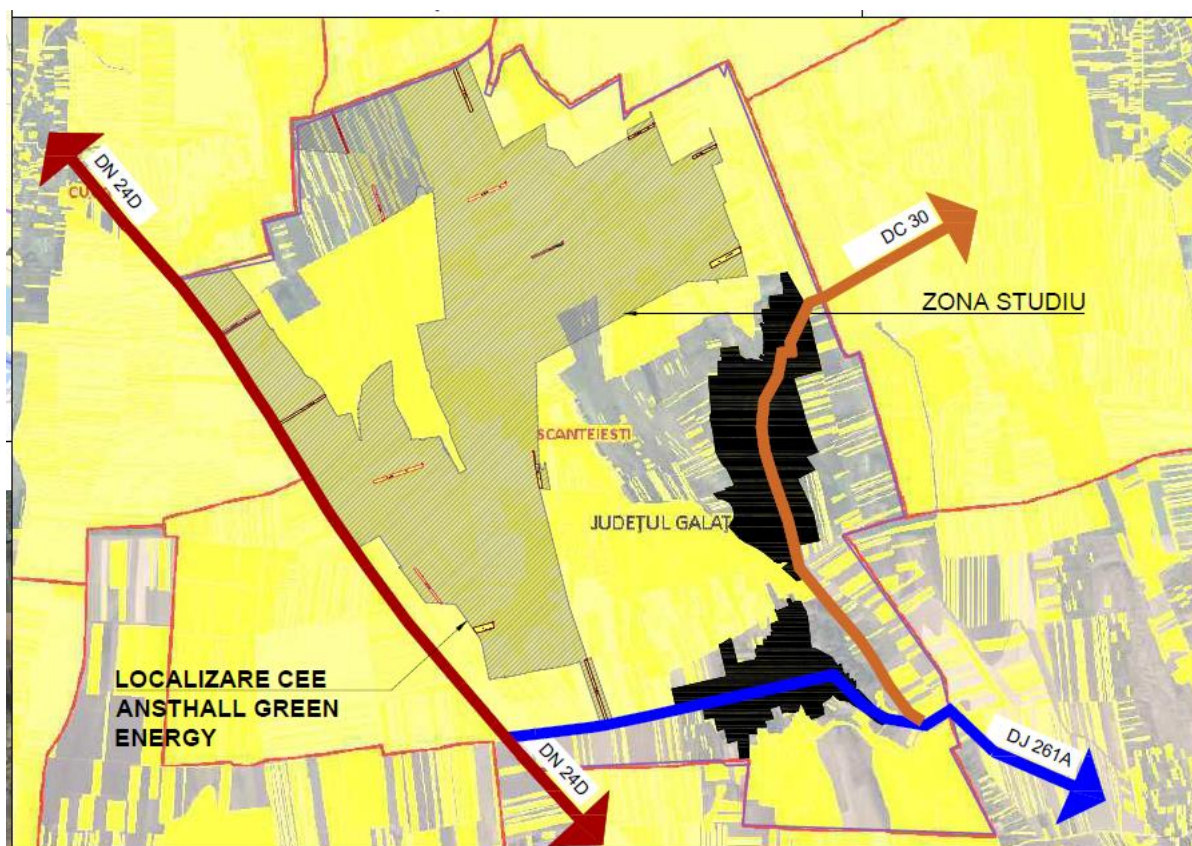 DN 24D
DC 30
ZONA STUDIU
SCANTEIESTI
JUDEȚUL GALAȚ
LOCALIZARE CEE
ANSTHALL GREEN
ENERGY
DN 24D
DJ 261A